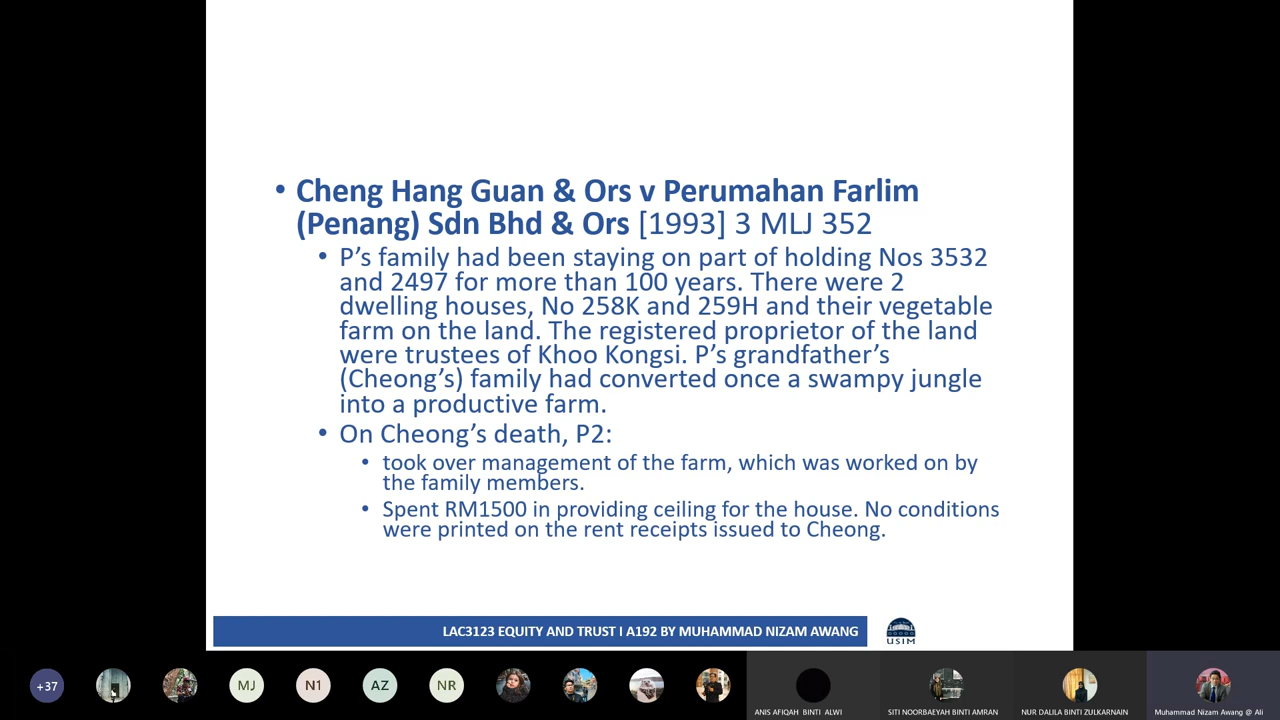 • Cheng Hang Guan & Ors v Perumahan Farlim
(Penang) Sdn Bhd & Ors [1993] 3 MLJ 352
• P’s family had been staying on part of holding Nos 3532
and 2497 for more than 100 years. There were 2
dwelling houses, No 258K and 259H and their vegetable
farm on the land. The registered proprietor of the land
were trustees of Khoo Kongsi. P’s grandfather’s
(Cheong’s) family had converted once a swampy jungle
into a productive farm.
• On Cheong’s death, P2:
• took over management of the farm, which was worked on by
the family members.
• Spent RM1500 in providing ceiling for the house. No conditions
were printed on the rent receipts issued to Cheong.
LAC3123 EQUITY AND TRUST I A192 BY MUHAMMAD NIZAM AWANG
USIM
+37
MJ
N1
AZ
NR
ANIS AFIQAH BINTI ALWI
SITI NOORBAEYAH BINTI AMRAN
NUR DALILA BINTI ZULKARNAIN
Muhammad Nizam Awang @ Ali